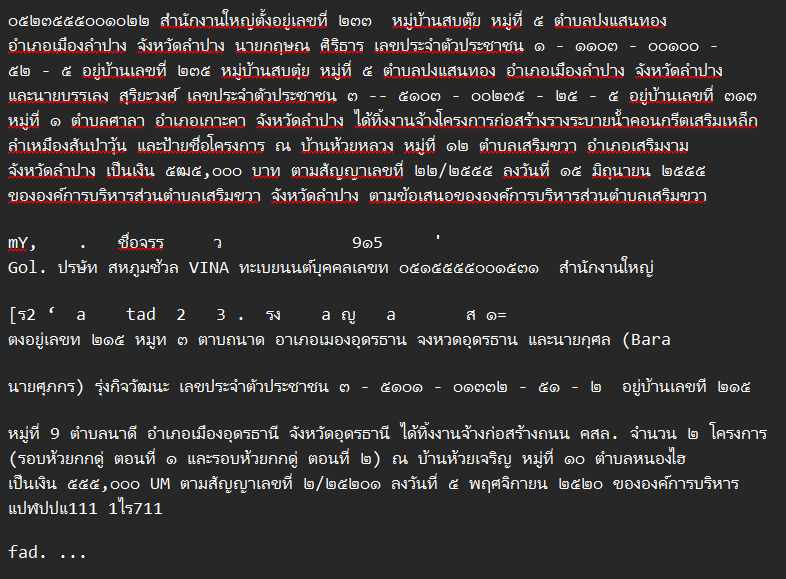 ๐๕๒๓๕๕๕๐๐๑๐๒๒ สำนักงานใหญ่ตั้งอยู่เลขที่ ๒๓๓ หมู่บ้านสบตุ๊ย หมู่ที่ ๕ ตำบลปงแสนทอง
อำเภอเมืองลำปาง จังหวัดลำปาง นายกฤษณ ศิริธาร เลขประจำตัวประชาชน ๑ - ๑๑๐๓ - ๐๐๑๐๐ -
๕๒ - ๕ อยู่บ้านเลขที่ ๒๓๕ หมู่บ้านสบตุ๋ย หมู่ที่ ๕ ตำบลปงแสนทอง อำเภอเมืองลำปาง จังหวัดลำปาง
และนายบรรเลง สุริยะวงศ์ เลขประจำตัวประชาชน ๓ -- ๕๑๐๓ - ๐๐๒๓๕ - ๒๕ - ๕ อยู่บ้านเลขที่ ๓๑๓
หมู่ที่ ๑ ตำบลศาลา อำเภอเกาะคา จังหวัดลำปาง ได้ทิ้งงานจ้างโครงการก่อสร้างรางระบายน้ำคอนกรีตเสริมเหล็ก
ลำเหมืองสันป่าวุ้น และป้ายชื่อโครงการ ณ บ้านห้วยหลวง หมู่ที่ ๑๒ ตำบลเสริมขวา อำเภอเสริมงาม
จังหวัดลำปาง เป็นเงิน ๕ฒ๕,๐๐๐ บาท ตามสัญญาเลขที่ ๒๒/๒๕๕๕ ลงวันที่ ๑๕ มิถุนายน ๒๕๕๕
ขององค์การบริหารส่วนตำบลเสริมขวา จังหวัดลำปาง ตามข้อเสนอขององค์การบริหารส่วนตำบลเสริมขวา
mY, . ชื่อจรร ว 9๑5 '
Gol. ปรษัท สหภูมช้วล VINA ทะเบยนนต์บุคคลเลขท ๐๕๑๕๕๕๕๐๐๑๕๓๑ สำนักงานใหญ่
[ร2 ‘ a tad 2 3 . รง a ญู a ส ๑=
ตงอยู่เลขท ๒๑๕ หมูท ๓ ตาบถนาด อาเภอเมองอุดรธาน จงหวดอุดรธาน และนายกุศล (Bara
นายศุภกร) รุ่งกิจวัฒนะ เลขประจำตัวประชาชน ๓ - ๕๑๐๑ - ๐๑๓๓๒ - ๕๑ - ๒ อยู่บ้านเลขที ๒๑๕
หมู่ที่ 9 ตำบลนาดี อำเภอเมืองอุดรธานี จังหวัดอุดรธานี ได้ทิ้งงานจ้างก่อสร้างถนน คสล. จำนวน ๒ โครงการ
(รอบห้วยกกดู่ ตอนที่ ๑ และรอบห้วยกกดู่ ตอนที่ ๒) ณ บ้านห้วยเจริญ หมู่ที่ ๑๐ ตำบลหนองไฮ
เป็นเงิน ๕๕๕,๐๐๐ UM ตามสัญญาเลขที่ ๒/๒๕๒๐๑ ลงวันที่ ๕ พฤศจิกายน ๒๕๒๐ ขององค์การบริหาร
แปฬปปแ111 1ไร711
fad. ...